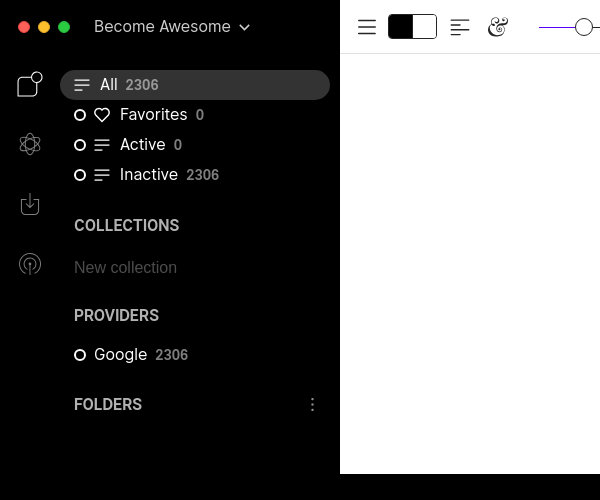 Become Awesome
All 2306
Favorites 0
Active 0
Inactive 2306
COLLECTIONS
New collection
PROVIDERS
Google 2306
FOLDERS
&